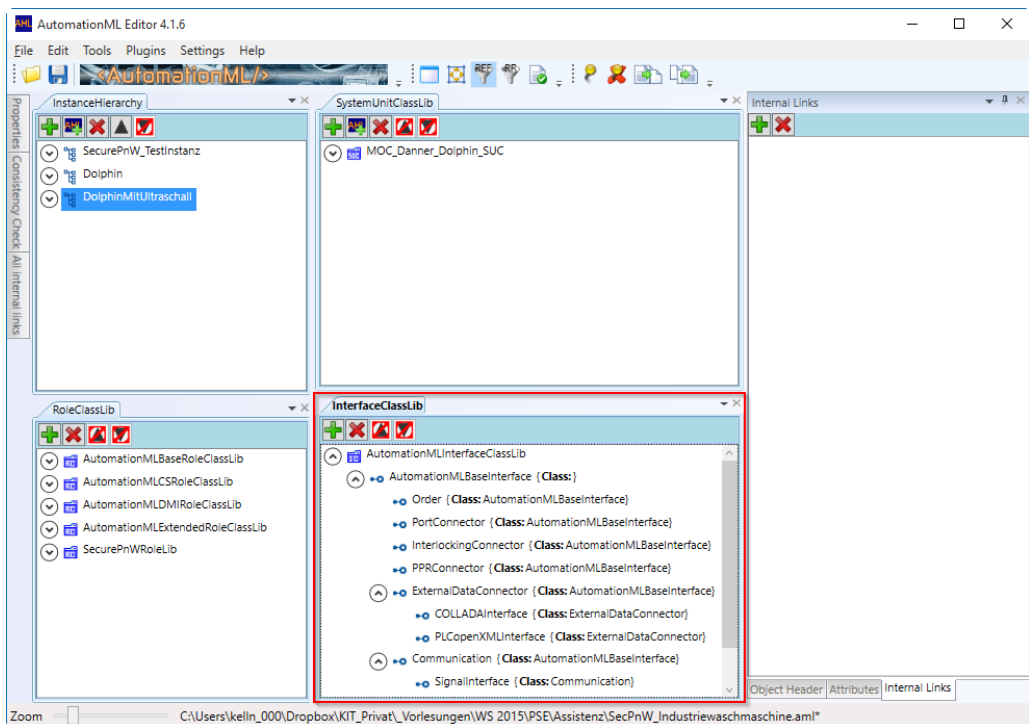 AML AutomationML Editor 4.1.6
File Edit Tools Plugins Settings Help
<AutomationML/>
Properties
Consistency Check
All internal links
InstanceHierarchy
SecurePnW_TestInstanz
Dolphin
DolphinMitUltraschall
SystemUnitClassLib
MOC_Danner_Dolphin_SUC
Internal Links
RoleClassLib
AutomationMLBaseRoleClassLib
AutomationMLCSRoleClassLib
AutomationMLDMIRoleClassLib
AutomationMLExtendedRoleClassLib
SecurePnWRoleLib
InterfaceClassLib
AutomationMLInterfaceClassLib
AutomationMLBaseInterface {Class: }
Order {Class: AutomationMLBaseInterface}
PortConnector {Class: AutomationMLBaseInterface}
InterlockingConnector {Class: AutomationMLBaseInterface}
PPRConnector {Class: AutomationMLBaseInterface}
ExternalDataConnector {Class: AutomationMLBaseInterface}
COLLADAInterface {Class: ExternalDataConnector}
PLCopenXMLInterface {Class: ExternalDataConnector}
Communication {Class: AutomationMLBaseInterface}
SignalInterface {Class: Communication}
Object Header Attributes Internal Links
Zoom C:\Users\kelln_000\Dropbox\KIT_Privat\_Vorlesungen\WS 2015\PSE\Assistenz\SecPnW_Industriewaschmaschine.aml*